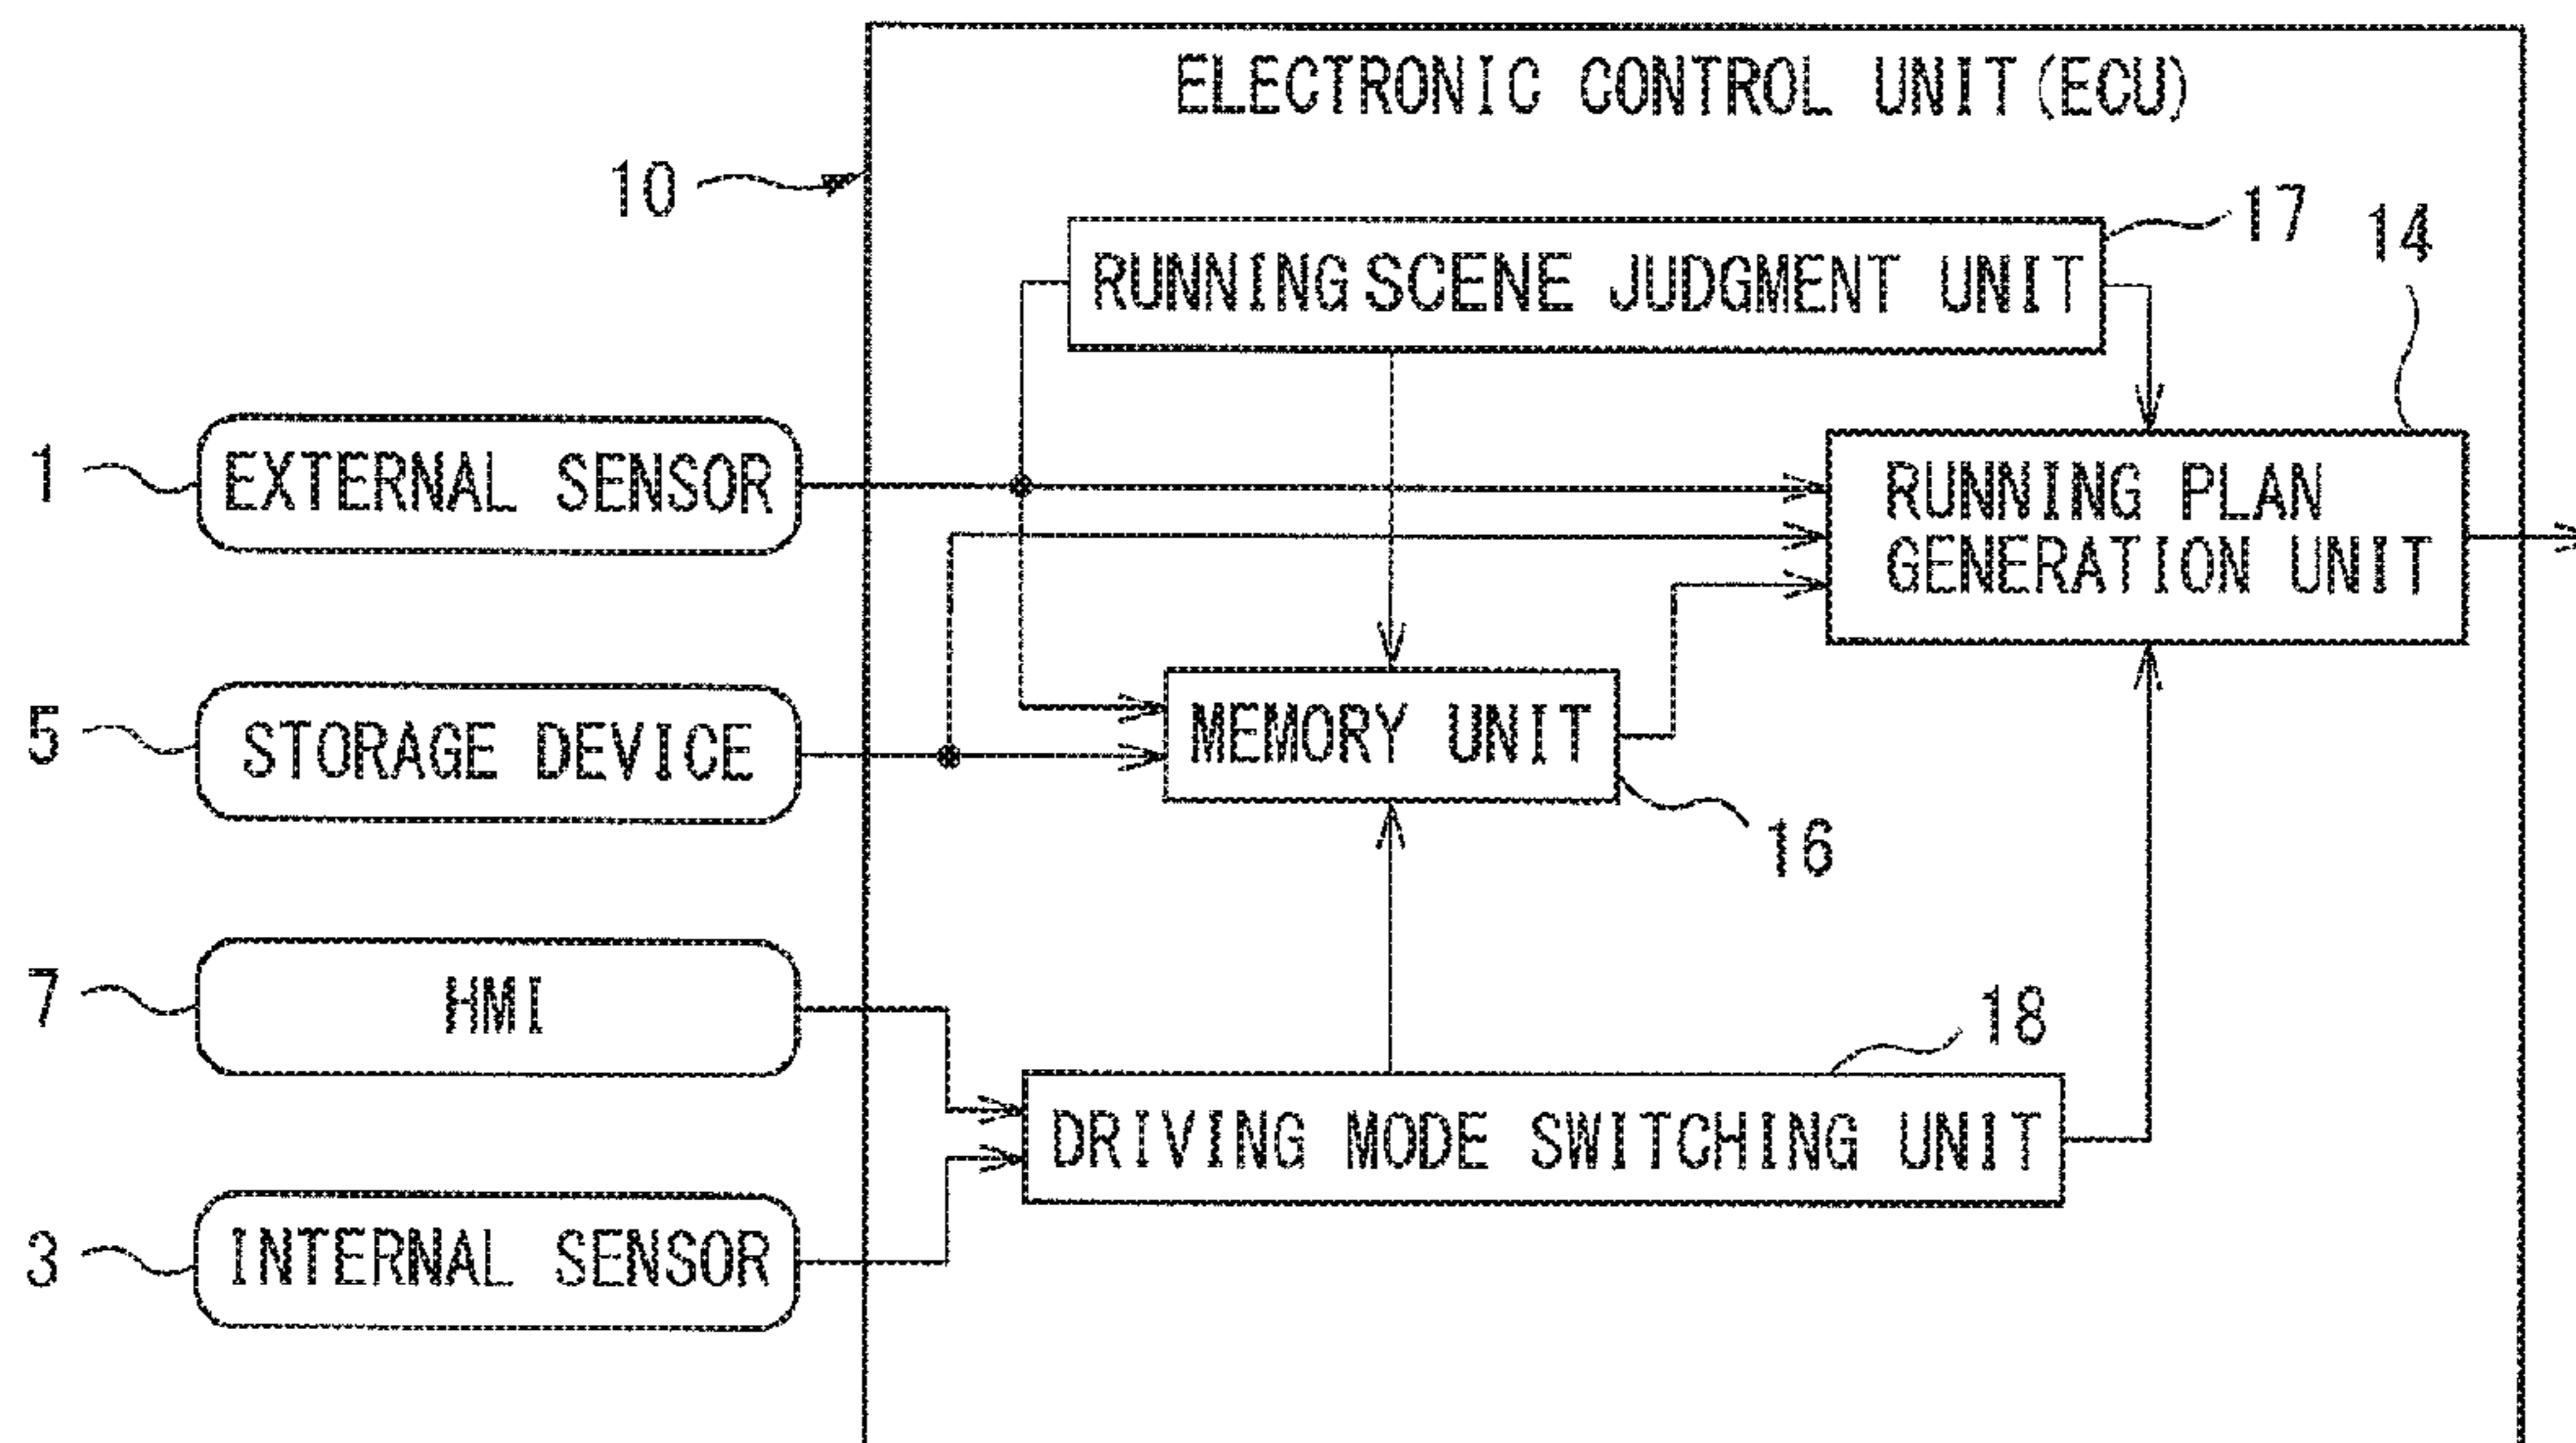 ELECTRONIC CONTROL UNIT (ECU)
10
17
14
RUNNING SCENE JUDGMENT UNIT
1
EXTERNAL SENSOR
RUNNING PLAN
GENERATION UNIT
5
STORAGE DEVICE
MEMORY UNIT
16
7
HMI
18
DRIVING MODE SWITCHING UNIT
3
INTERNAL SENSOR